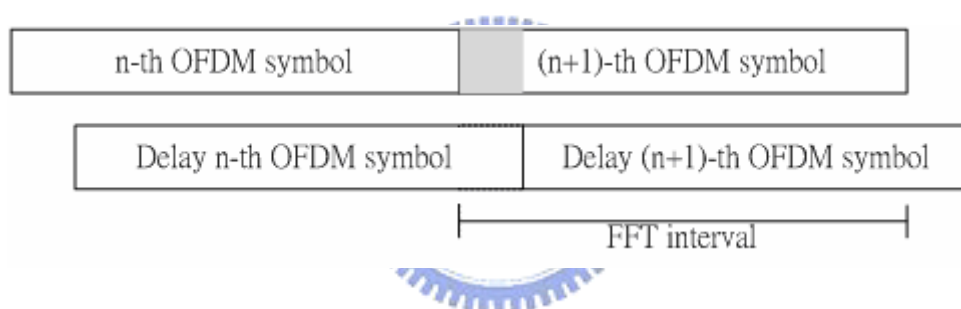 n-th OFDM symbol (n+1)-th OFDM symbol
Delay n-th OFDM symbol Delay (n+1)-th OFDM symbol
FFT interval